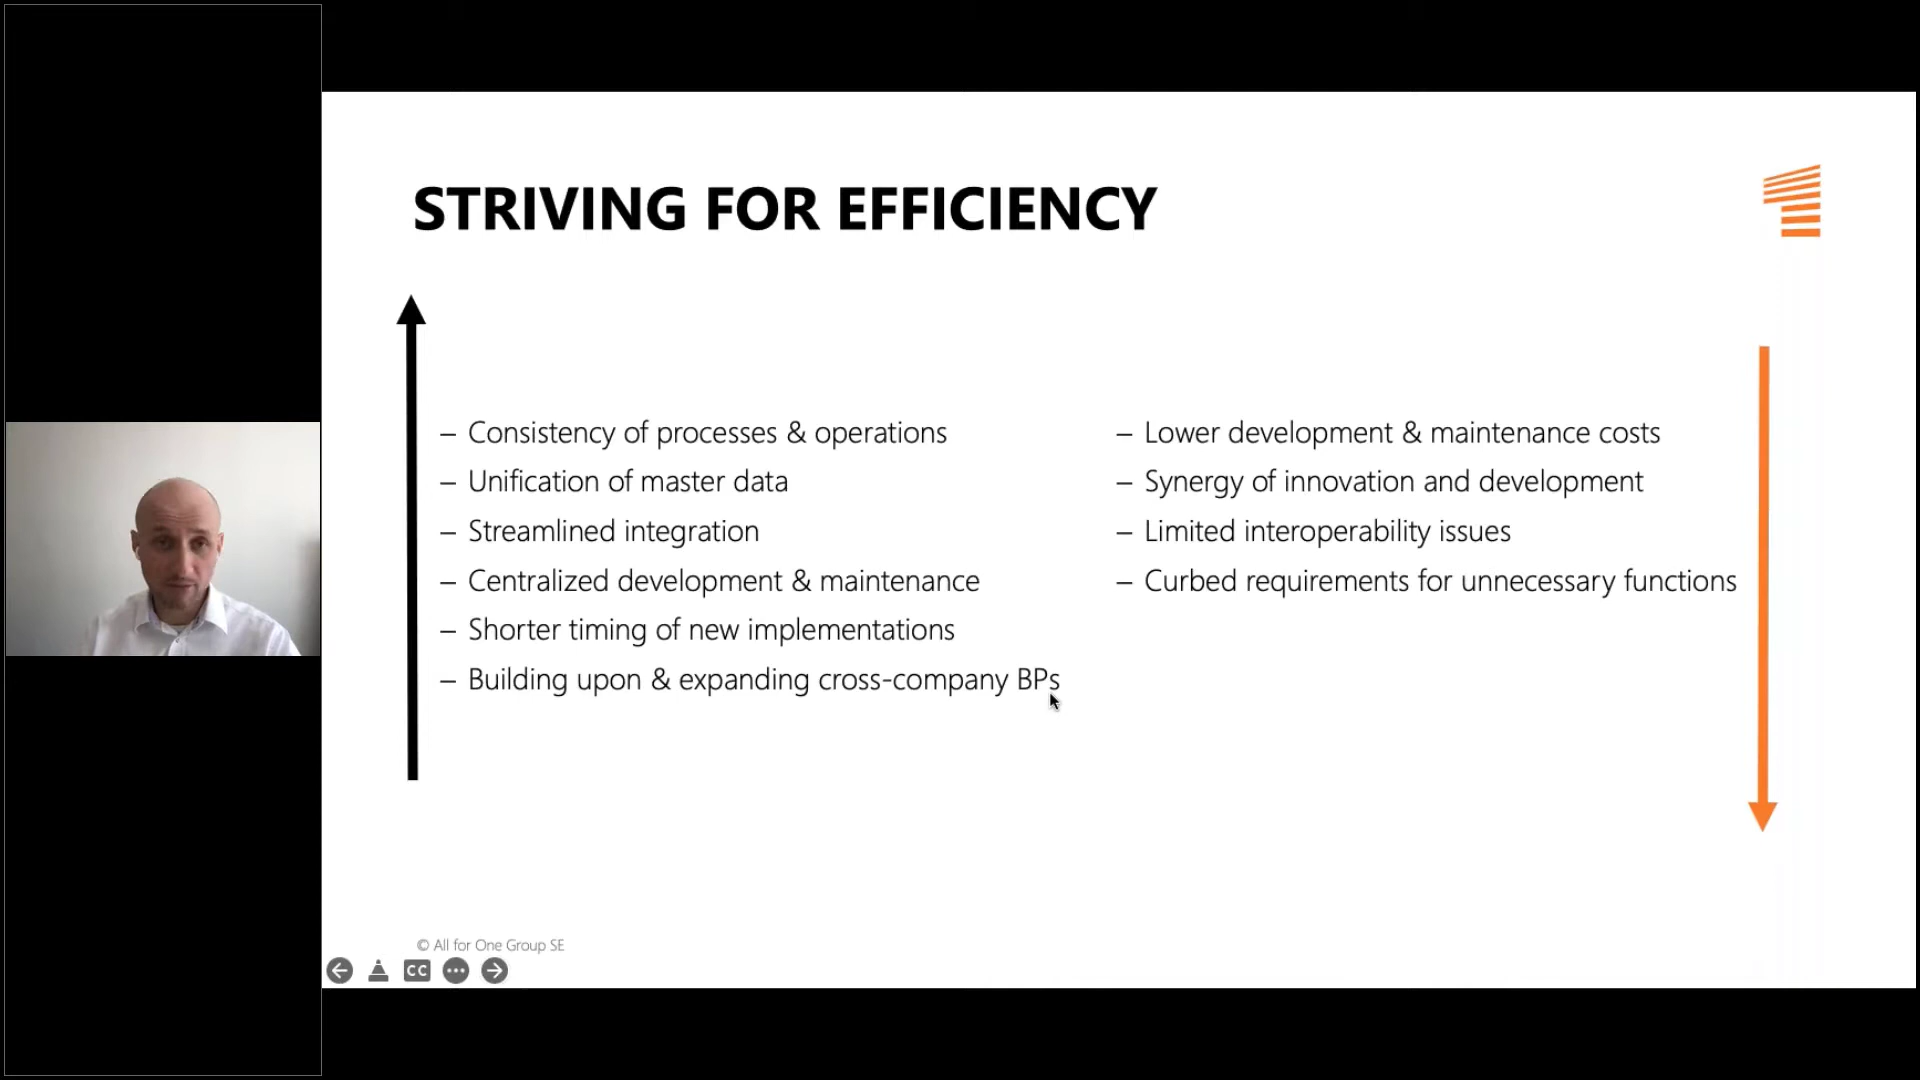 STRIVING FOR EFFICIENCY
– Consistency of processes & operations
– Unification of master data
– Streamlined integration
– Centralized development & maintenance
– Shorter timing of new implementations
– Building upon & expanding cross-company BPs
– Lower development & maintenance costs
– Synergy of innovation and development
– Limited interoperability issues
– Curbed requirements for unnecessary functions
© All for One Group SE
CC